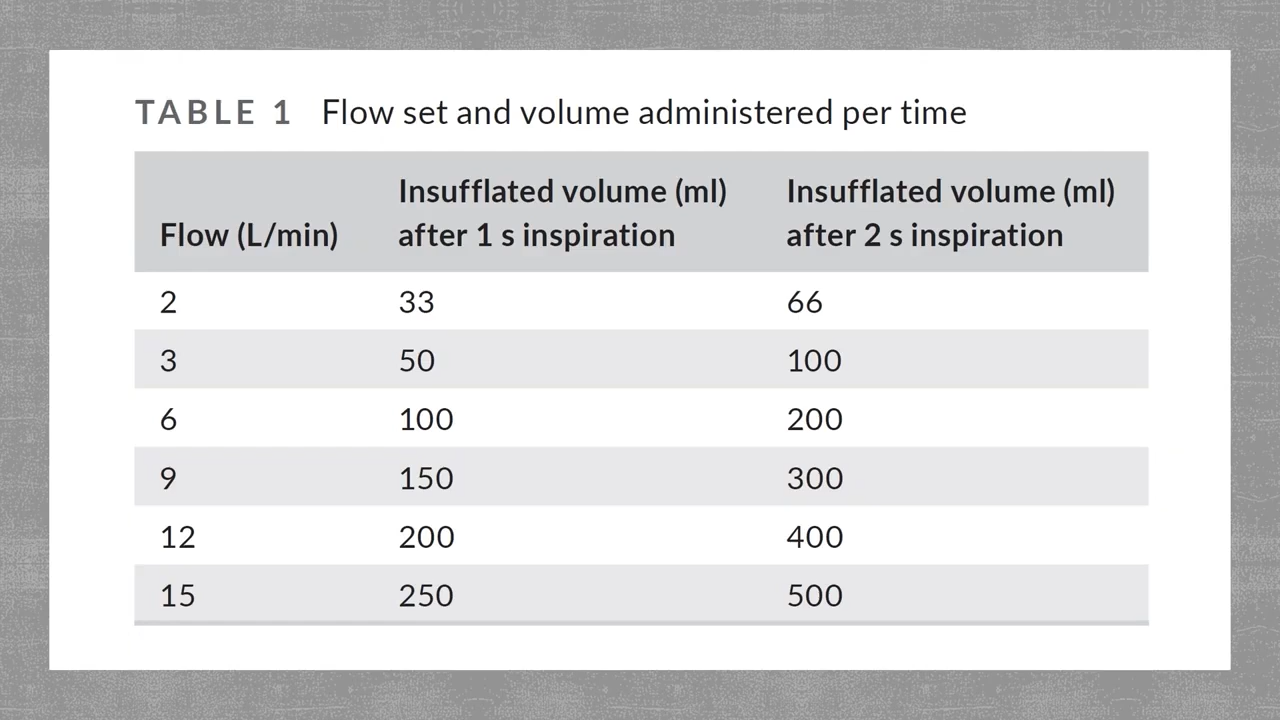 TABLE 1 Flow set and volume administered per time
Flow (L/min) Insufflated volume (ml) after 1 s inspiration Insufflated volume (ml) after 2 s inspiration
2 33 66
3 50 100
6 100 200
9 150 300
12 200 400
15 250 500